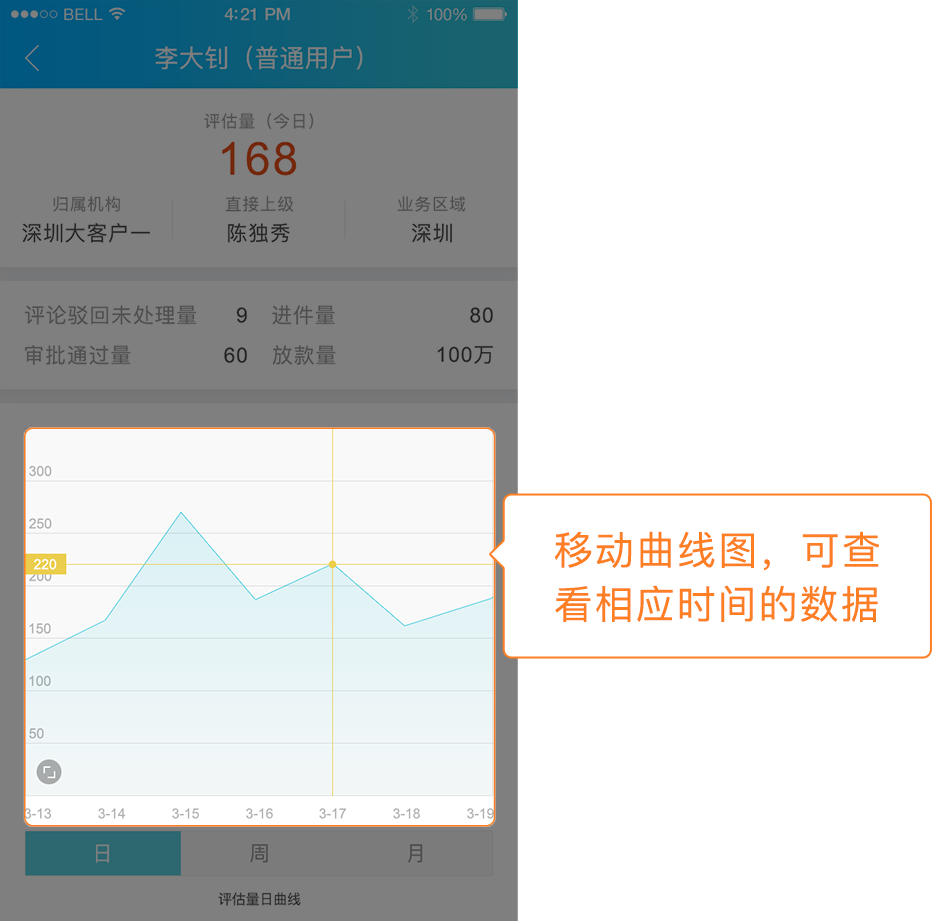 BELL 4:21 PM 100%
李大钊（普通用户）
评估量（今日）
168
归属机构 直接上级 业务区域
深圳大客户一 陈独秀 深圳
评论驳回未处理量 9 进件量 80
审批通过量 60 放款量 100万
300
250
220
200
150
100
50
3-13 3-14 3-15 3-16 3-17 3-18 3-19
日 周 月
评估量日曲线
移动曲线图，可查
看相应时间的数据